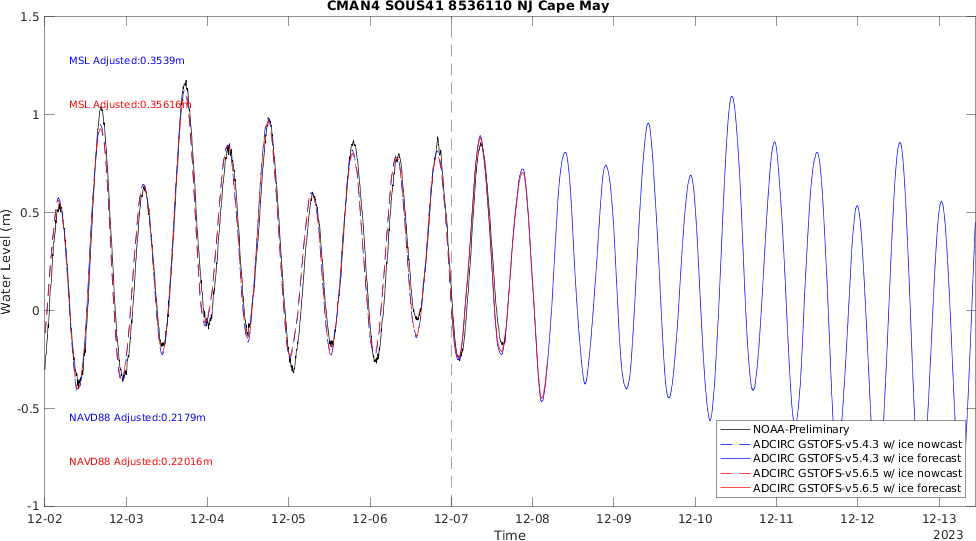 CMAN4 SOUS41 8536110 NJ Cape May
1.5
1
0.5
0
-0.5
-1
Water Level (m)
MSL Adjusted:0.3539m
MSL Adjusted:0.35616m
NAVD88 Adjusted:0.2179m
NAVD88 Adjusted:0.22016m
NOAA-Preliminary
ADCIRC GSTOFS-v5.4.3 w/ ice nowcast
ADCIRC GSTOFS-v5.4.3 w/ ice forecast
ADCIRC GSTOFS-v5.6.5 w/ ice nowcast
ADCIRC GSTOFS-v5.6.5 w/ ice forecast
12-02 12-03 12-04 12-05 12-06 12-07 12-08 12-09 12-10 12-11 12-12 12-13
2023
Time